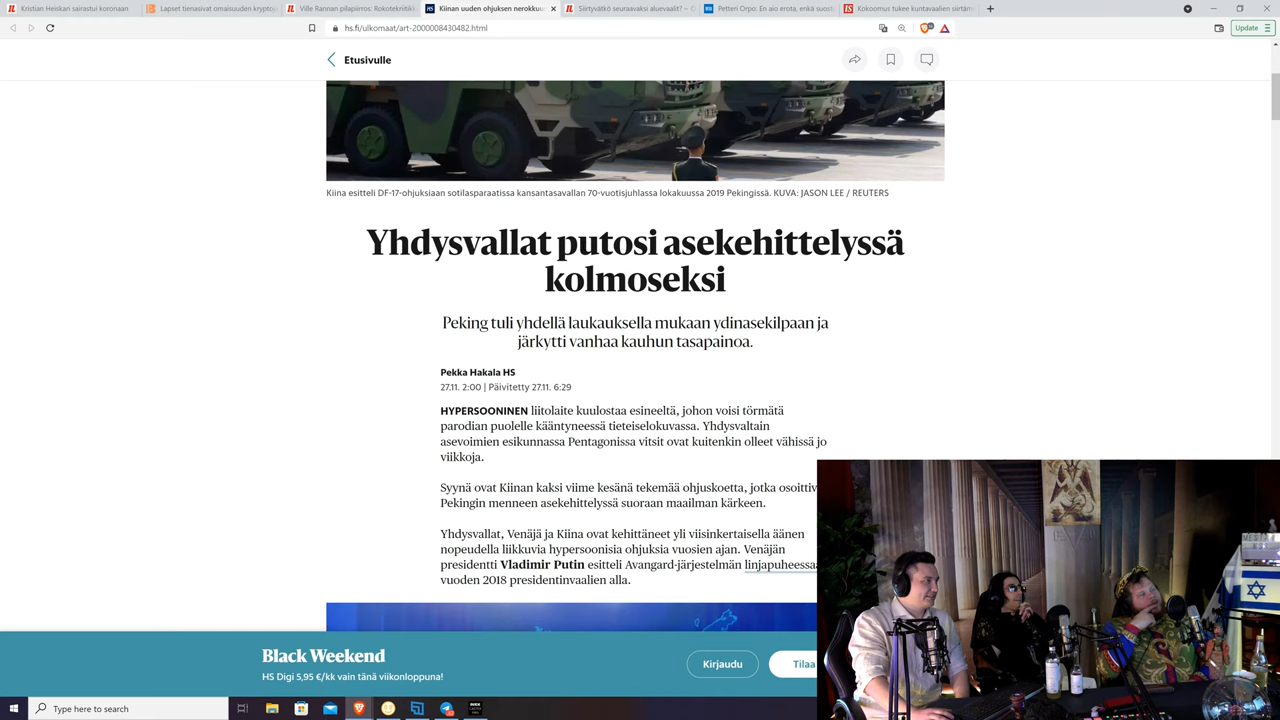 Kristian Heiskari sairastui koronaan
Lapset tienasivat omaisuuden kryptoj
Ville Rannan pilapiirros: Rokotekriitikk
Kiinan uuden ohjuksen nerokkuu
Siirtyvätkö seuraavaksi aluevaalit? – C
Petteri Orpo: En aio erota, enkä suost
Kokoomus tukee kuntavaalien siirtäm
hs.fi/ulkomaat/art-2000008430482.html
Update
Etusivulle
Kiina esitteli DF-17-ohjuksiaan sotilasparaatissa kansantasavallan 70-vuotisjuhlassa lokakuussa 2019 Pekingissä. KUVA: JASON LEE / REUTERS
Yhdysvallat putosi asekehittelyssä
kolmoseksi
Peking tuli yhdellä laukauksella mukaan ydinasekilpaan ja
järkytti vanhaa kauhun tasapainoa.
Pekka Hakala HS
27.11. 2:00 | Päivitetty 27.11. 6:29
HYPERSOONINEN liitolaite kuulostaa esineeltä, johon voisi törmätä
parodian puolelle kääntyneessä tieteiselokuvassa. Yhdysvaltain
asevoimien esikunnassa Pentagonissa vitsit ovat kuitenkin olleet vähissä jo
viikkoja.
Syynä ovat Kiinan kaksi viime kesänä tekemää ohjuskoetta, jotka osoittiv
Pekingin menneen asekehittelyssä suoraan maailman kärkeen.
Yhdysvallat, Venäjä ja Kiina ovat kehittäneet yli viisinkertaisella äänen
nopeudella liikkuvia hypersoonisia ohjuksia vuosien ajan. Venäjän
presidentti Vladimir Putin esitteli Avangard-järjestelmän linjapuheessaa
vuoden 2018 presidentinvaalien alla.
Black Weekend
HS Digi 5,95 €/kk vain tänä viikonloppuna!
Kirjaudu
Tilaa
Type here to search